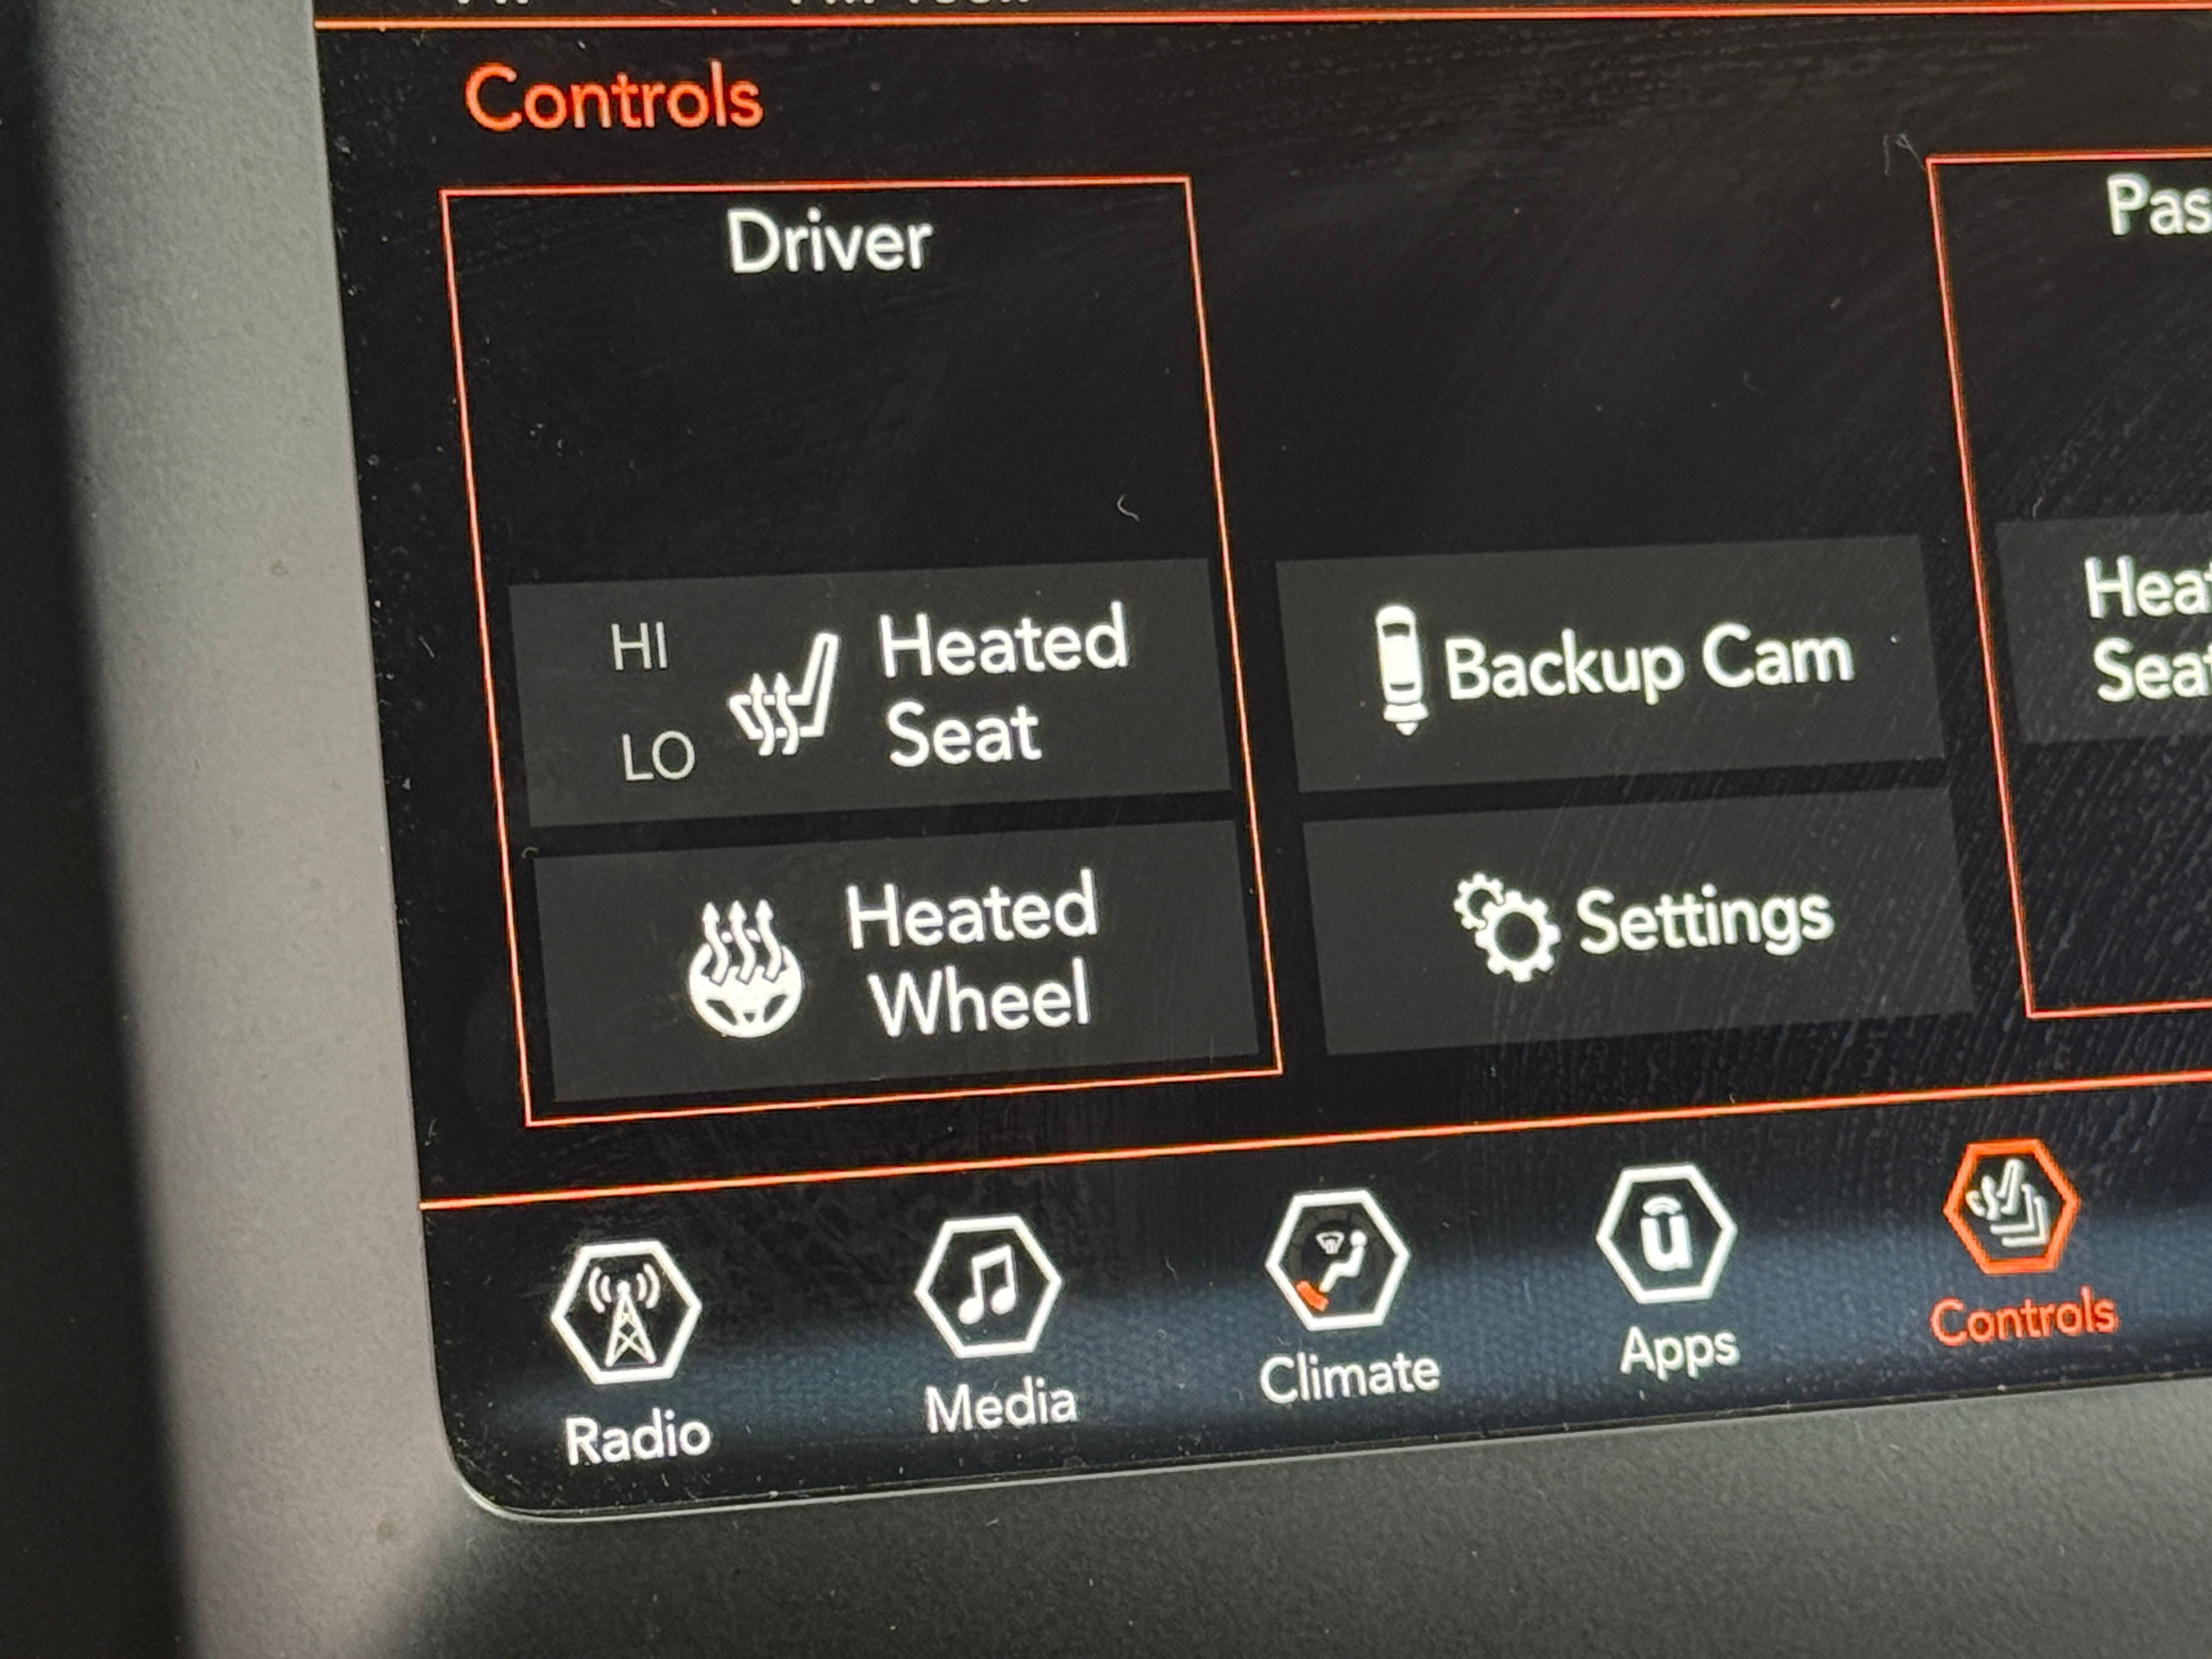 Controls
Driver
HI
LO
Heated
Seat
Backup Cam
Heated
Wheel
Settings
Radio
Media
Climate
Apps
Controls